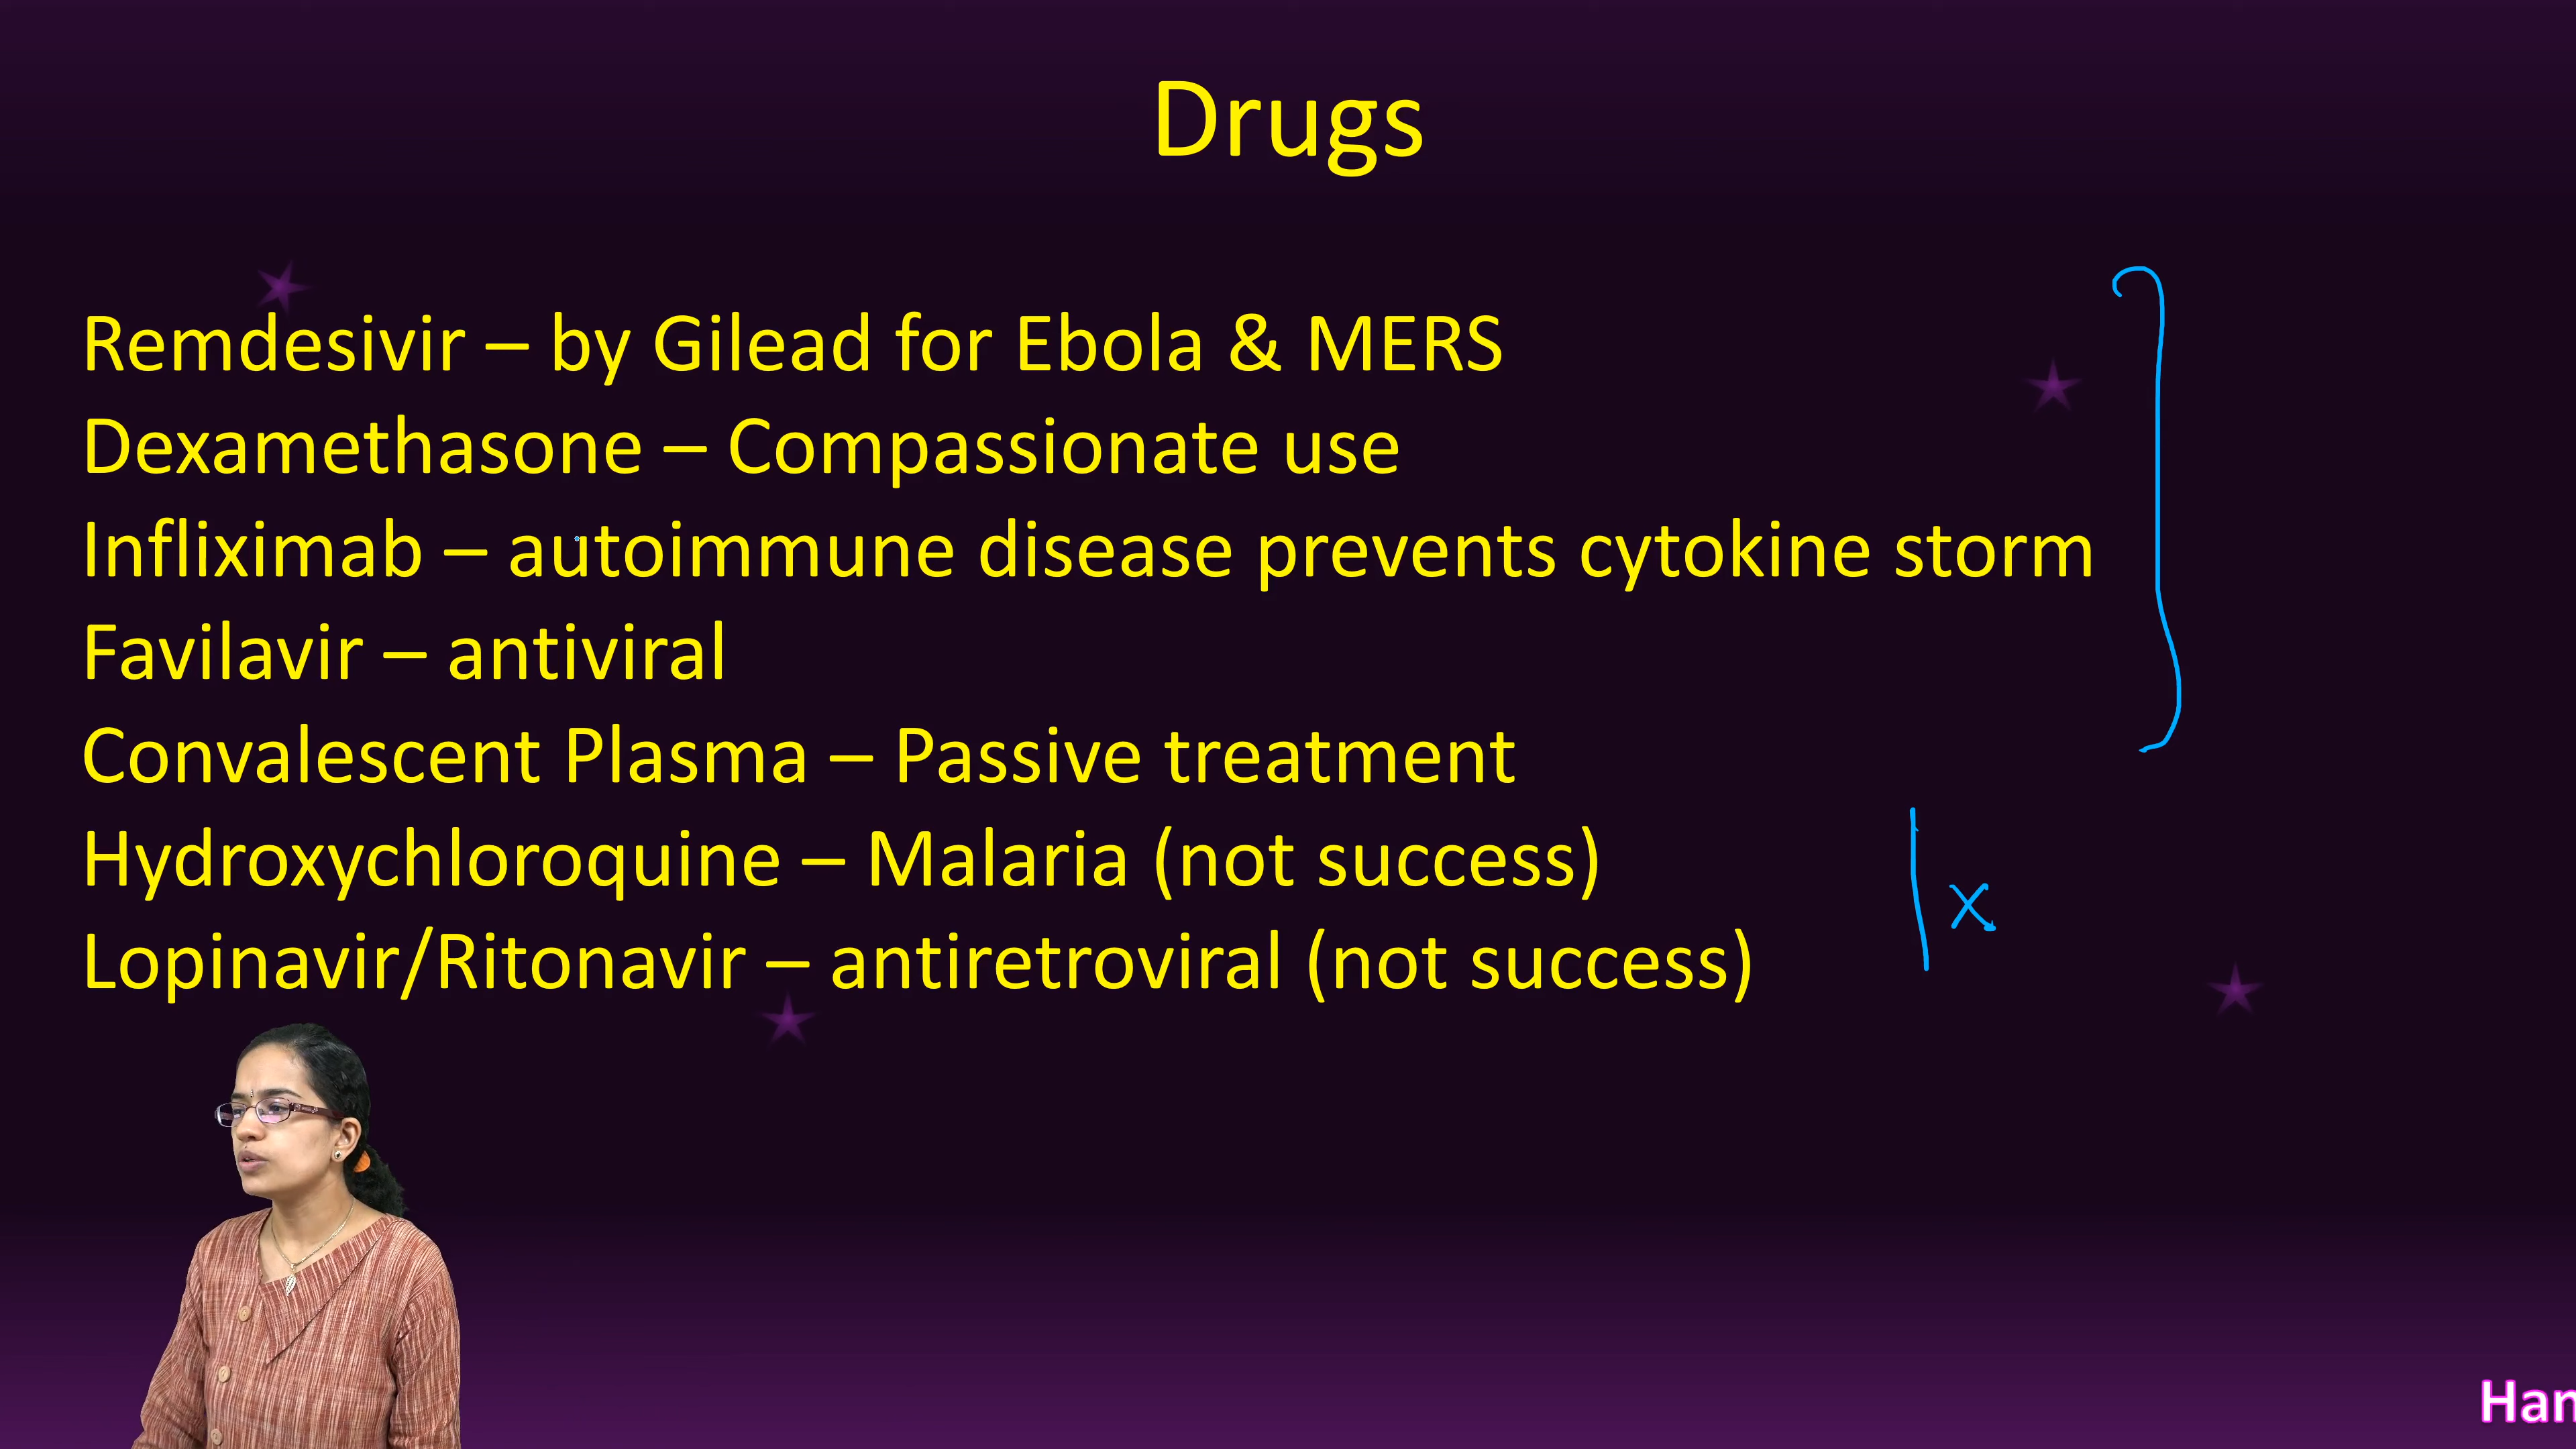 Drugs
Remdesivir – by Gilead for Ebola & MERS
Dexamethasone – Compassionate use
Infliximab – autoimmune disease prevents cytokine storm
Favilavir – antiviral
Convalescent Plasma – Passive treatment
Hydroxychloroquine – Malaria (not success)
Lopinavir/Ritonavir – antiretroviral (not success)
x